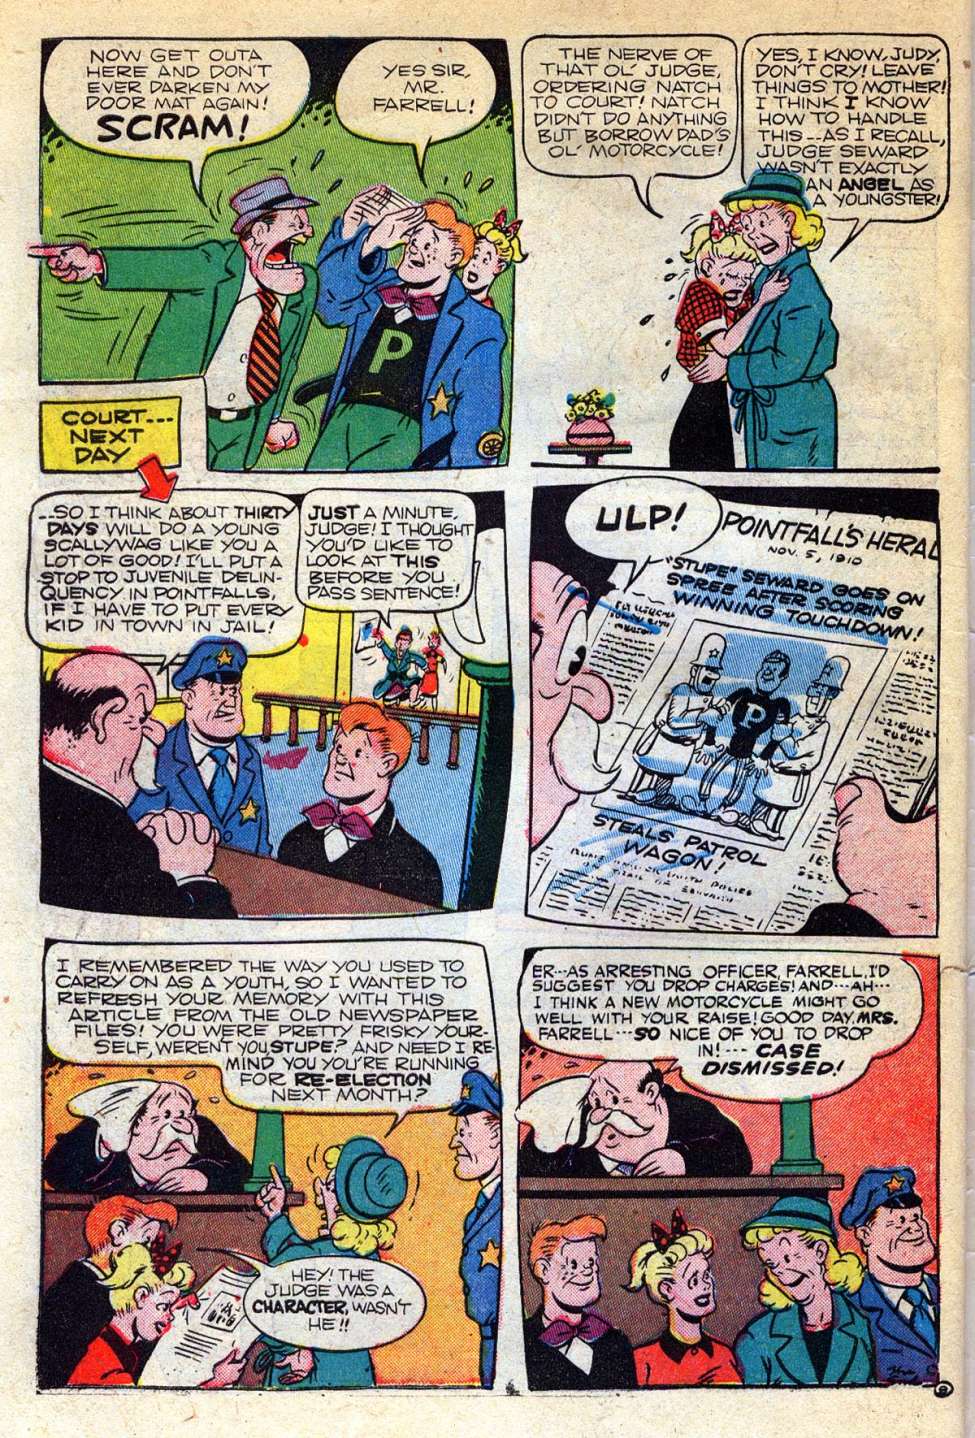 NOW GET OUTA
HERE AND DON'T
EVER DARKEN MY
DOOR MAT AGAIN!
SCRAM!
YES SIR,
MR.
FARRELL!
P
THE NERVE OF
THAT OL' JUDGE,
ORDERING NATCH
TO COURT! NATCH
DIDN'T DO ANYTHING
BUT BORROW DAD'S
OL' MOTORCYCLE!
YES, I KNOW, JUDY,
DON'T CRY! LEAVE
THINGS TO MOTHER!
I THINK I KNOW
HOW TO HANDLE
THIS --AS I RECALL,
JUDGE SEWARD
WASN'T EXACTLY
AN ANGEL AS
A YOUNGSTER!
COURT---
NEXT
DAY
--SO I THINK ABOUT THIRTY
DAYS WILL DO A YOUNG
SCALLYWAG LIKE YOU A
LOT OF GOOD! I'LL PUT A
STOP TO JUVENILE DELIN-
QUENCY IN POINTFALLS,
IF I HAVE TO PUT EVERY
KID IN TOWN IN JAIL!
JUST A MINUTE,
JUDGE! I THOUGHT
YOU'D LIKE TO
LOOK AT THIS
BEFORE YOU
PASS SENTENCE!
ULP!
POINTFALL'S HERAL
NOV. 5, 1910
"STUPE" SEWARD GOES ON
SPREE AFTER SCORING
WINNING TOUCHDOWN!
P
STEALS PATROL
WAGON!
I REMEMBERED THE WAY YOU USED TO
CARRY ON AS A YOUTH, SO I WANTED TO
REFRESH YOUR MEMORY WITH THIS
ARTICLE FROM THE OLD NEWSPAPER
FILES! YOU WERE PRETTY FRISKY YOUR-
SELF, WEREN'T YOU, STUPE? AND NEED I RE-
MIND YOU YOU'RE RUNNING
FOR RE-ELECTION
NEXT MONTH?
HEY! THE
JUDGE WAS A
CHARACTER, WASN'T
HE!!
ER---AS ARRESTING OFFICER, FARRELL, I'D
SUGGEST YOU DROP CHARGES! AND---AH---
I THINK A NEW MOTORCYCLE MIGHT GO
WELL WITH YOUR RAISE! GOOD DAY, MRS.
FARRELL---SO NICE OF YOU TO DROP
IN!--- CASE
DISMISSED!